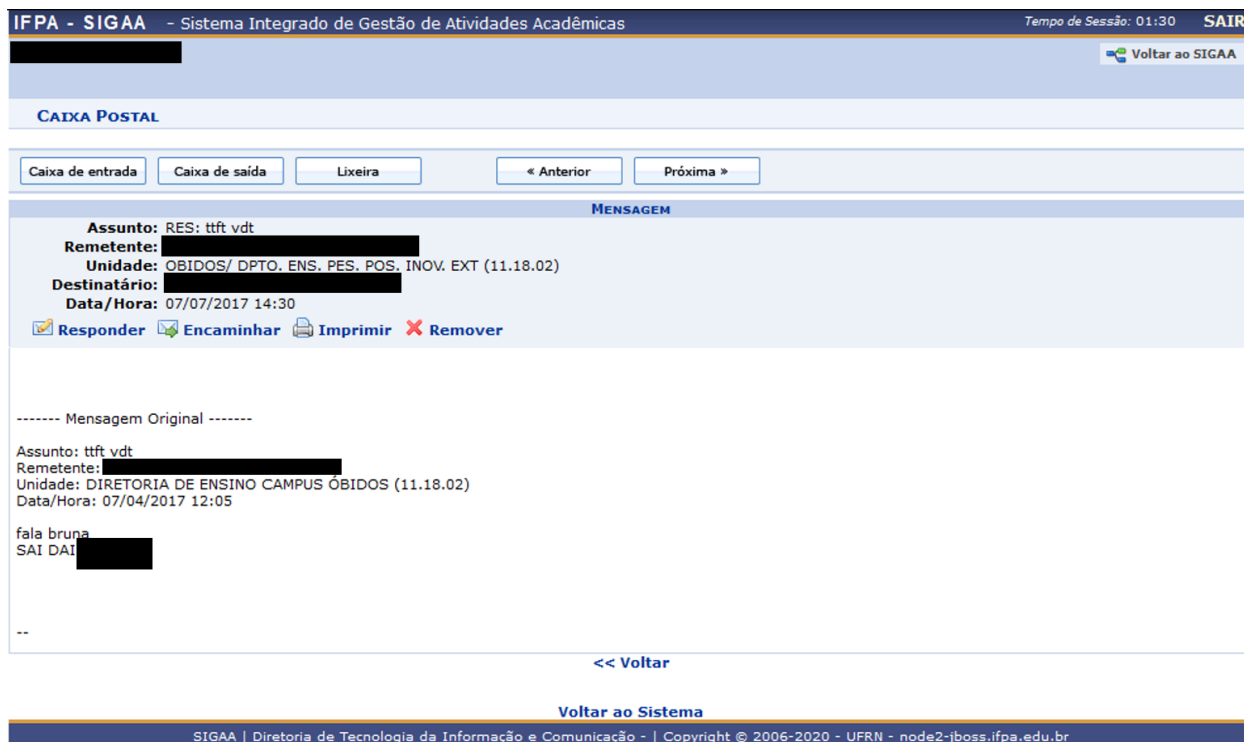 IFPA - SIGAA - Sistema Integrado de Gestão de Atividades Acadêmicas Tempo de Sessão: 01:30 SAIR
Voltar ao SIGAA
CAIXA POSTAL
Caixa de entrada Caixa de saída Lixeira « Anterior Próxima »
MENSAGEM
Assunto: RES: ttft vdt
Remetente:
Unidade: OBIDOS/ DPTO. ENS. PES. POS. INOV. EXT (11.18.02)
Destinatário:
Data/Hora: 07/07/2017 14:30
Responder Encaminhar Imprimir Remover
------- Mensagem Original -------
Assunto: ttft vdt
Remetente:
Unidade: DIRETORIA DE ENSINO CAMPUS ÓBIDOS (11.18.02)
Data/Hora: 07/04/2017 12:05
fala bruna
SAI DAI
--
<< Voltar
Voltar ao Sistema
SIGAA | Diretoria de Tecnologia da Informação e Comunicação - | Copyright © 2006-2020 - UFRN - node2-jboss.ifpa.edu.br